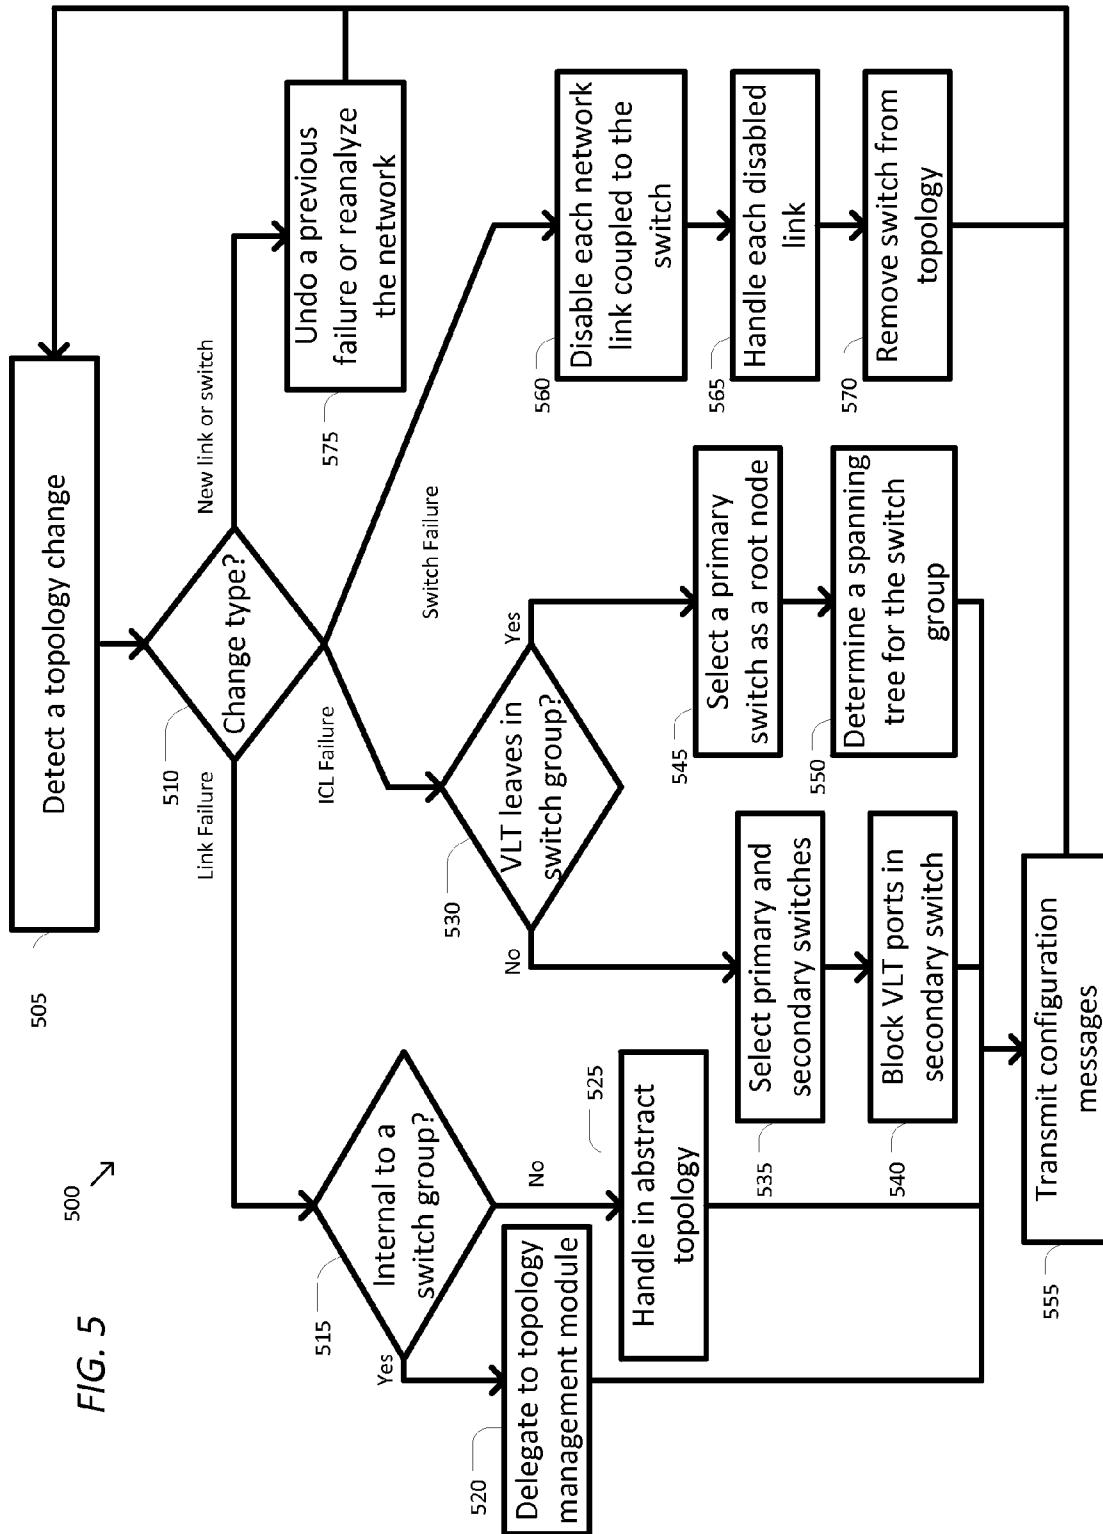 FIG. 5
500
505
Detect a topology change
510
Change type?
Link Failure
ICL Failure
Switch Failure
New link or switch
515
Internal to a
switch group?
Yes
No
520
Delegate to topology
management module
525
Handle in abstract
topology
530
VLT leaves in
switch group?
No
Yes
535
Select primary and
secondary switches
540
Block VLT ports in
secondary switch
545
Select a primary
switch as a root node
550
Determine a spanning
tree for the switch
group
555
Transmit configuration
messages
560
Disable each network
link coupled to the
switch
565
Handle each disabled
link
570
Remove switch from
topology
575
Undo a previous
failure or reanalyze
the network